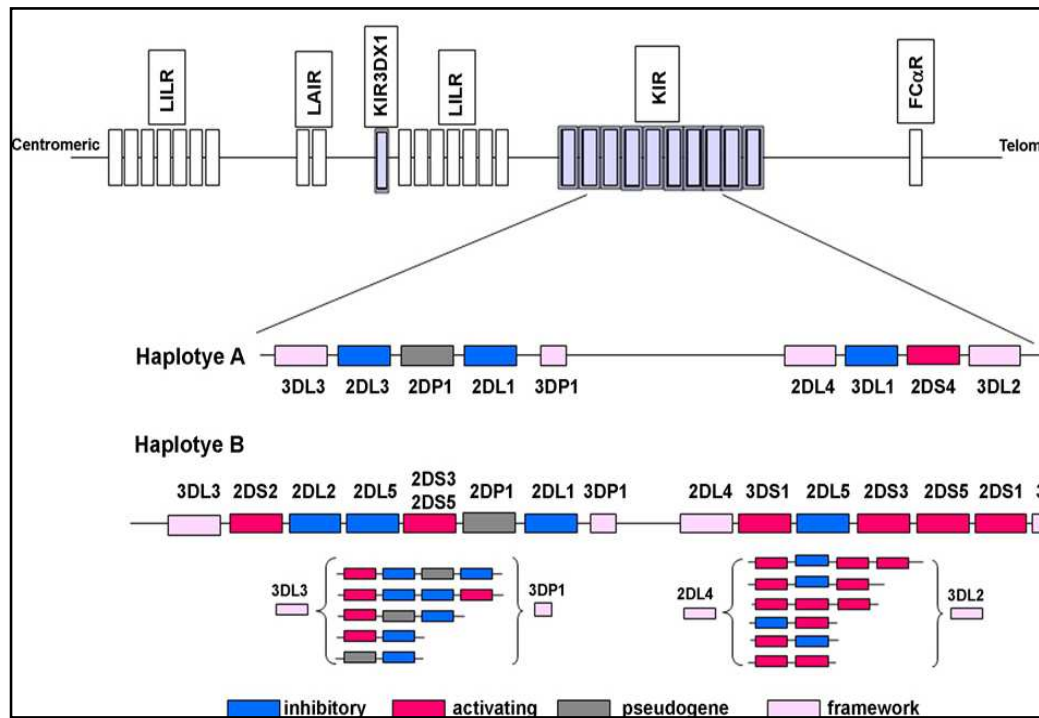 LILR LAIR KIR3DX1 LILR KIR FCαR
Centromeric Telom
Haplotye A
3DL3 2DL3 2DP1 2DL1 3DP1 2DL4 3DL1 2DS4 3DL2
Haplotye B
2DS3
3DL3 2DS2 2DL2 2DL5 2DS5 2DP1 2DL1 3DP1 2DL4 3DS1 2DL5 2DS3 2DS5 2DS1 3
3DL3 3DP1 2DL4 3DL2
inhibitory activating pseudogene framework